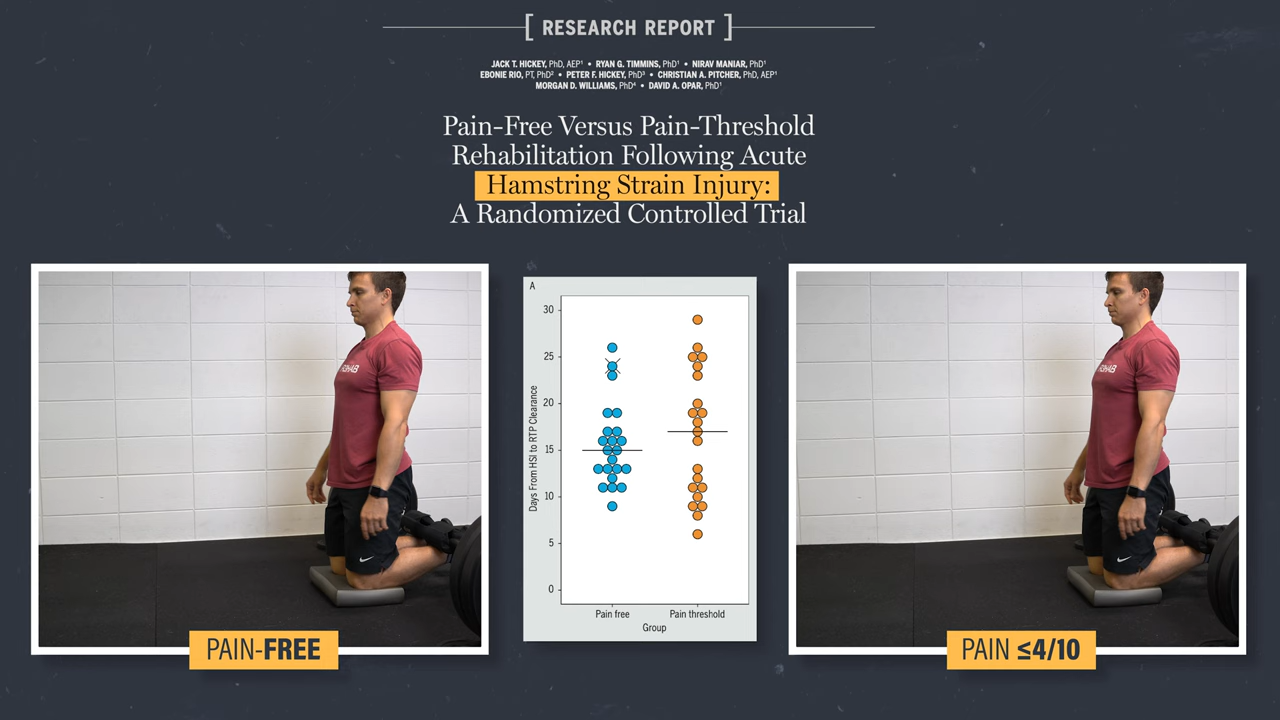 [ RESEARCH REPORT ]
JACK T. HICKEY, PhD, AEP¹ • RYAN G. TIMMINS, PhD¹ • NIRAV MANIAR, PhD¹
EBONIE RIO, PT, PhD² • PETER F. HICKEY, PhD³ • CHRISTIAN A. PITCHER, PhD, AEP¹
MORGAN D. WILLIAMS, PhD⁴ • DAVID A. OPAR, PhD¹
Pain-Free Versus Pain-Threshold
Rehabilitation Following Acute
Hamstring Strain Injury:
A Randomized Controlled Trial
A
30
25
20
15
10
5
0
Days From HSI to RTP Clearance
Pain free
Pain threshold
Group
PAIN-FREE
PAIN ≤4/10